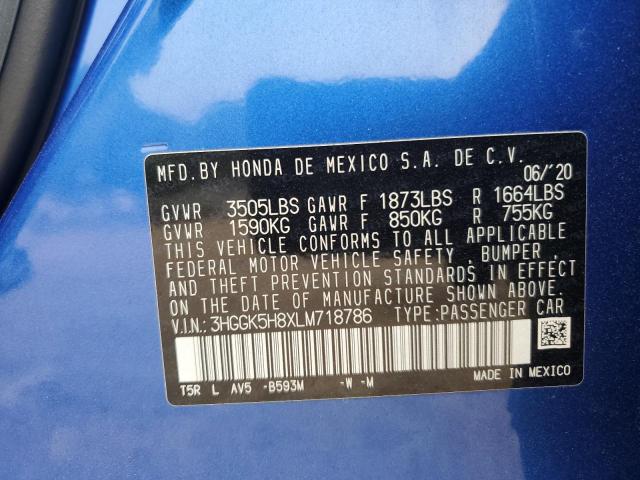 MFD. BY HONDA DE MEXICO S.A. DE C.V.
06/'20
GVWR 3505LBS GAWR F 1873LBS R 1664LBS
GVWR 1590KG GAWR F 850KG R 755KG
THIS VEHICLE CONFORMS TO ALL APPLICABLE
FEDERAL MOTOR VEHICLE SAFETY , BUMPER ,
AND THEFT PREVENTION STANDARDS IN EFFECT
ON THE DATE OF MANUFACTURE SHOWN ABOVE.
V.I.N.: 3HGGK5H8XLM718786 TYPE:PASSENGER CAR
T5R L AV5 -B593M -W -M
MADE IN MEXICO